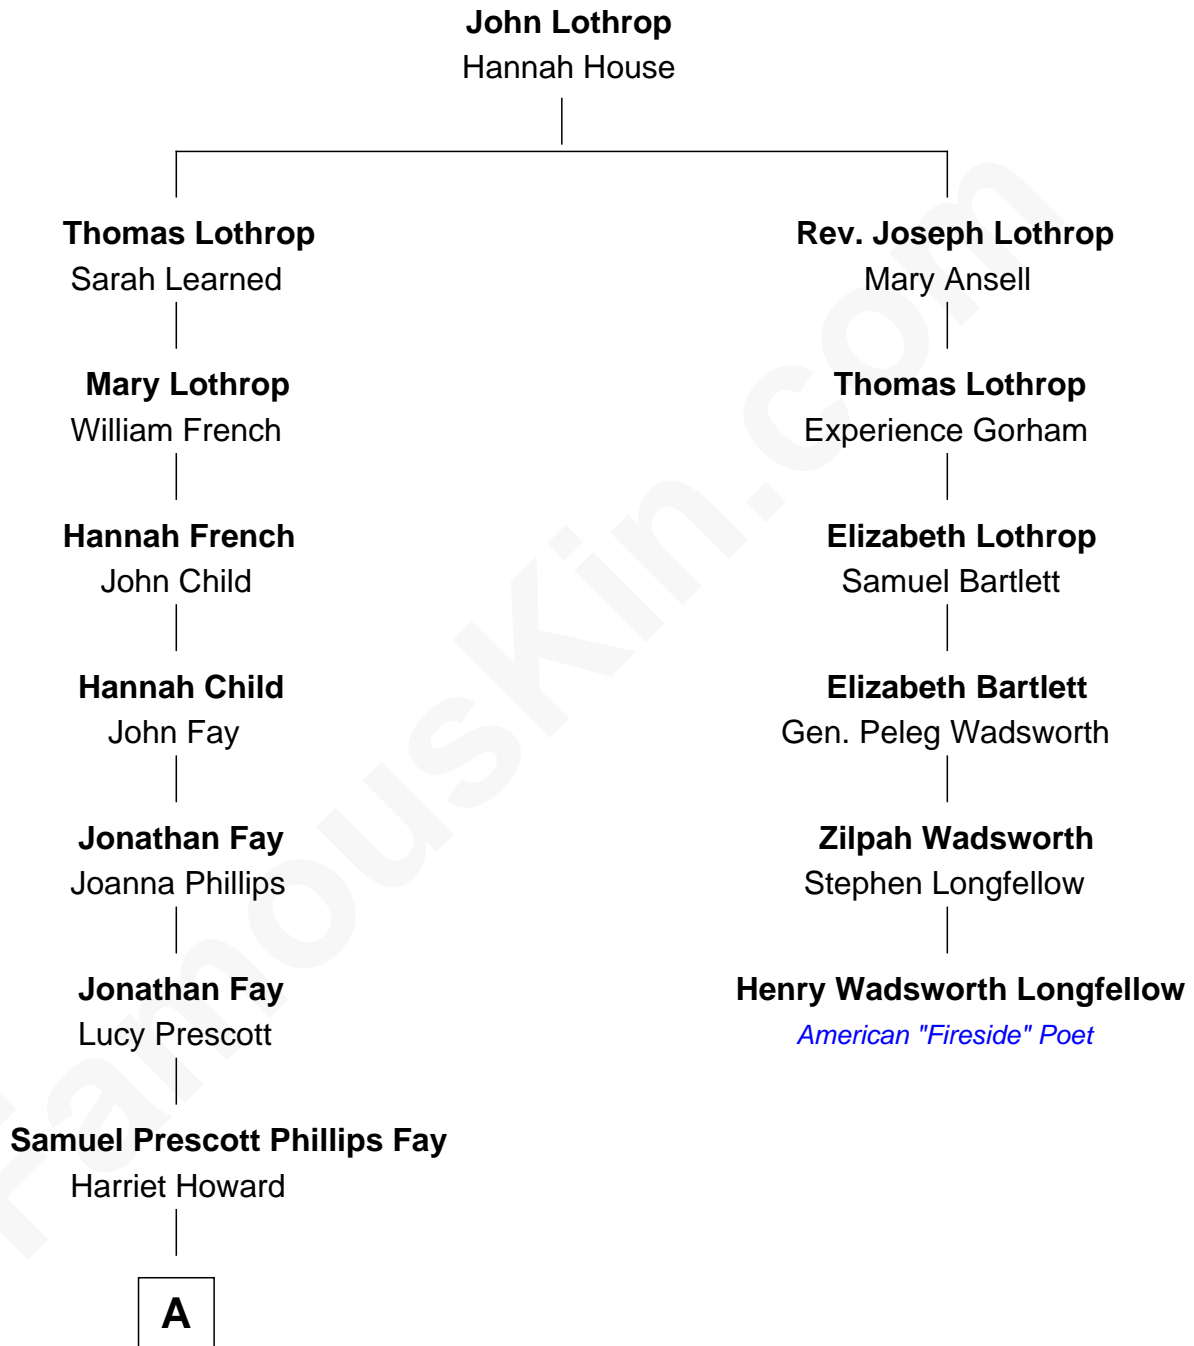 John Lothrop
Hannah House
Thomas Lothrop
Sarah Learned
Rev. Joseph Lothrop
Mary Ansell
Mary Lothrop
William French
Thomas Lothrop
Experience Gorham
Hannah French
John Child
Elizabeth Lothrop
Samuel Bartlett
Hannah Child
John Fay
Elizabeth Bartlett
Gen. Peleg Wadsworth
Jonathan Fay
Joanna Phillips
Zilpah Wadsworth
Stephen Longfellow
Jonathan Fay
Lucy Prescott
Henry Wadsworth Longfellow
American "Fireside" Poet
Samuel Prescott Phillips Fay
Harriet Howard
A
FamousKin.com